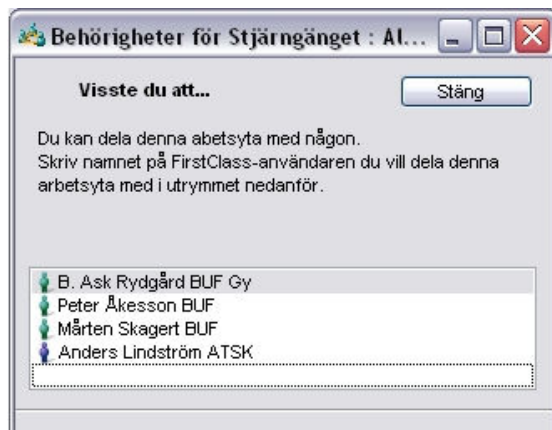 Behörigheter för Stjärngänget : Al...
Visste du att...
Stäng
Du kan dela denna abetsyta med någon.
Skriv namnet på FirstClass-användaren du vill dela denna
arbetsyta med i utrymmet nedanför.
B. Ask Rydgård BUF Gy
Peter Åkesson BUF
Mårten Skagert BUF
Anders Lindström ATSK